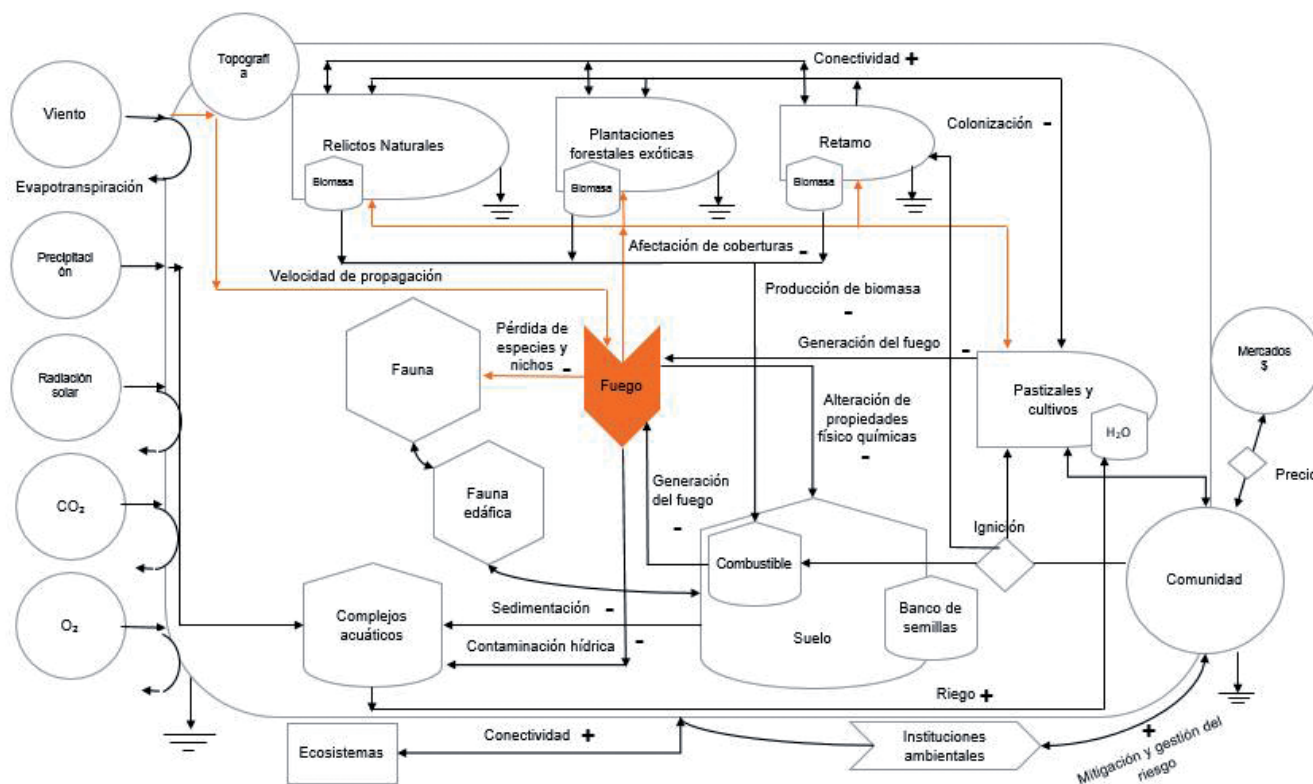 Topografí
a
Conectividad +
Viento
Relictos Naturales
Plantaciones
forestales exóticas
Retamo
Colonización -
Biomasa
Biomasa
Biomasa
Evapotranspiración
Afectación de coberturas -
Precipitaci
ón
Velocidad de propagación
Producción de biomasa
-
Pérdida de
especies y
nichos -
Generación del fuego -
Mercados
$
Radiación
solar
Fauna
Fuego
Pastizales y
cultivos
Alteración de
propiedades
físico químicas
-
H₂O
Precio
Fauna
edáfica
Generación
del fuego
-
CO₂
Ignición
Combustible
Comunidad
Complejos
acuáticos
Sedimentación -
Banco de
semillas
O₂
Suelo
Contaminación hídrica -
Riego +
Ecosistemas
Conectividad +
Instituciones
ambientales
+
Mitigación y gestión del
riesgo